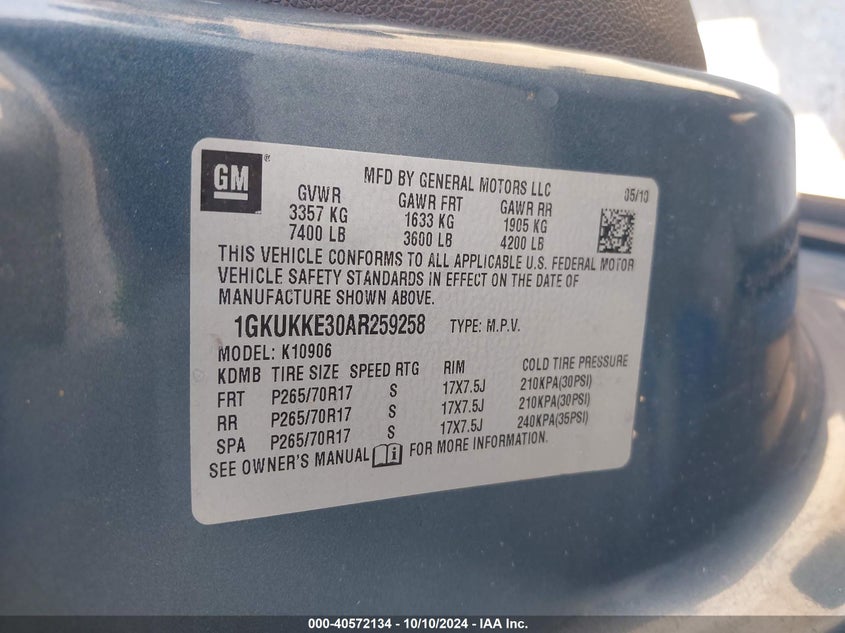 GM ®
MFD BY GENERAL MOTORS LLC
05/10
GVWR GAWR FRT GAWR RR
3357 KG 1633 KG 1905 KG
7400 LB 3600 LB 4200 LB
THIS VEHICLE CONFORMS TO ALL APPLICABLE U.S. FEDERAL MOTOR
VEHICLE SAFETY STANDARDS IN EFFECT ON THE DATE OF
MANUFACTURE SHOWN ABOVE.
1GKUKKE30AR259258 TYPE: M.P.V.
MODEL: K10906
KDMB TIRE SIZE SPEED RTG RIM COLD TIRE PRESSURE
FRT P265/70R17 S 17X7.5J 210KPA(30PSI)
RR P265/70R17 S 17X7.5J 210KPA(30PSI)
SPA P265/70R17 S 17X7.5J 240KPA(35PSI)
SEE OWNER'S MANUAL i FOR MORE INFORMATION.
000-40572134 - 10/10/2024 - IAA Inc.